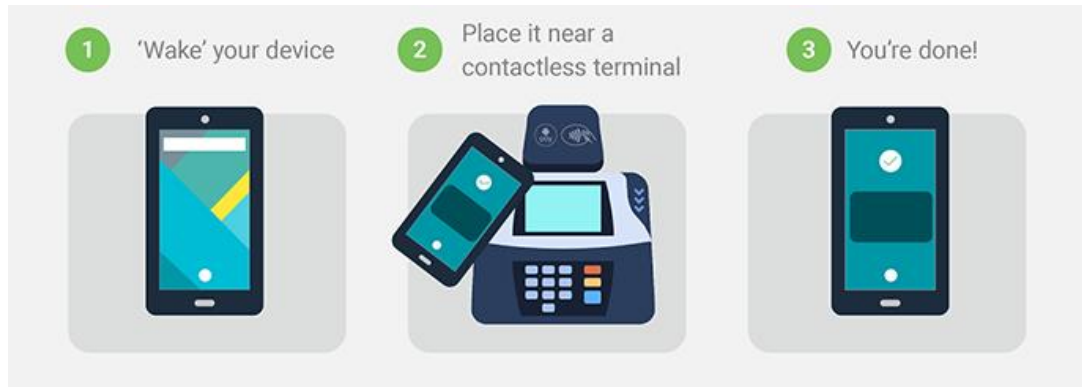 1
‘Wake’ your device
2
Place it near a
contactless terminal
3
You’re done!